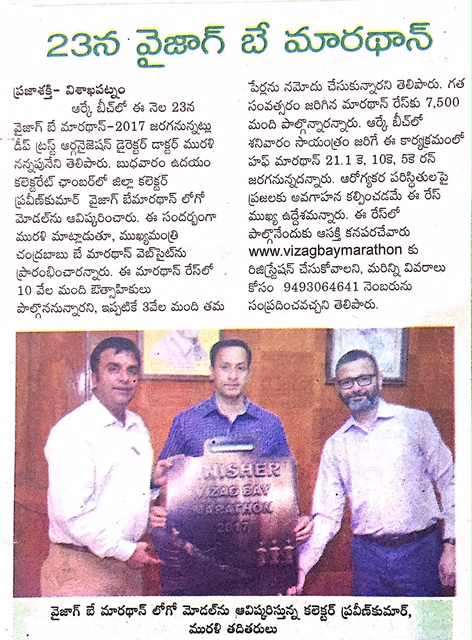 23న వైజాగ్ బే మారథాన్
ప్రజాశక్తి- విశాఖపట్నం
ఆర్కే బీచ్‌లో ఈ నెల 23న
వైజాగ్ బే మారథాన్-2017 జరగనున్నట్లు
డీప్ ట్రస్ట్ ఆర్గనైజెషన్ డైరెక్టర్ డాక్టర్ మురళి
నన్నపునేని తెలిపారు. బుధవారం ఉదయం
కలెక్టరేట్ ఛాంబర్‌లో జిల్లా కలెక్టర్
ప్రవీణ్‌కుమార్ వైజాగ్ బేమారథాన్ లోగో
మోడల్‌ను ఆవిష్కరించారు. ఈ సందర్భంగా
మురళి మాట్లాడుతూ, ముఖ్యమంత్రి
చంద్రబాబు బే మారథాన్ వెబ్‌సైట్‌ను
ప్రారంభించారన్నారు. ఈ మారథాన్ రేస్‌లో
10 వేల మంది ఔత్సాహికులు
పాల్గొననున్నారని, ఇప్పటికే 3వేల మంది తమ
పేర్లను నమోదు చేసుకున్నారని తెలిపారు. గత
సంవత్సరం జరిగిన మారథాన్ రేస్‌కు 7,500
మంది పాల్గొన్నారన్నారు. ఆర్కే బీచ్‌లో
శనివారం సాయంత్రం జరిగే ఈ కార్యక్రమంలో
హఫ్ మారథాన్ 21.1 కె, 10కె, 5కె రన్
జరగనున్నదన్నారు. ఆరోగ్యకర పరిస్థితులపై
ప్రజలకు అవగాహన కల్పించడమే ఈ రేస్
ముఖ్య ఉద్దేశమన్నారు. ఈ రేస్‌లో
పాల్గొనేందుకు ఆసక్తి కనపరచేవారు
www.vizagbaymarathon కు
రిజిస్ట్రేషన్ చేసుకోవాలని, మరిన్ని వివరాలు
కోసం 9493064641 నెంబరును
సంప్రదించవచ్చని తెలిపారు.
NISHER
VIZAG BAY
MARATHON
2017
వైజాగ్ బే మారథాన్ లోగో మోడల్‌ను ఆవిష్కరిస్తున్న కలెక్టర్ ప్రవీణ్‌కుమార్,
మురళి తదితరులు